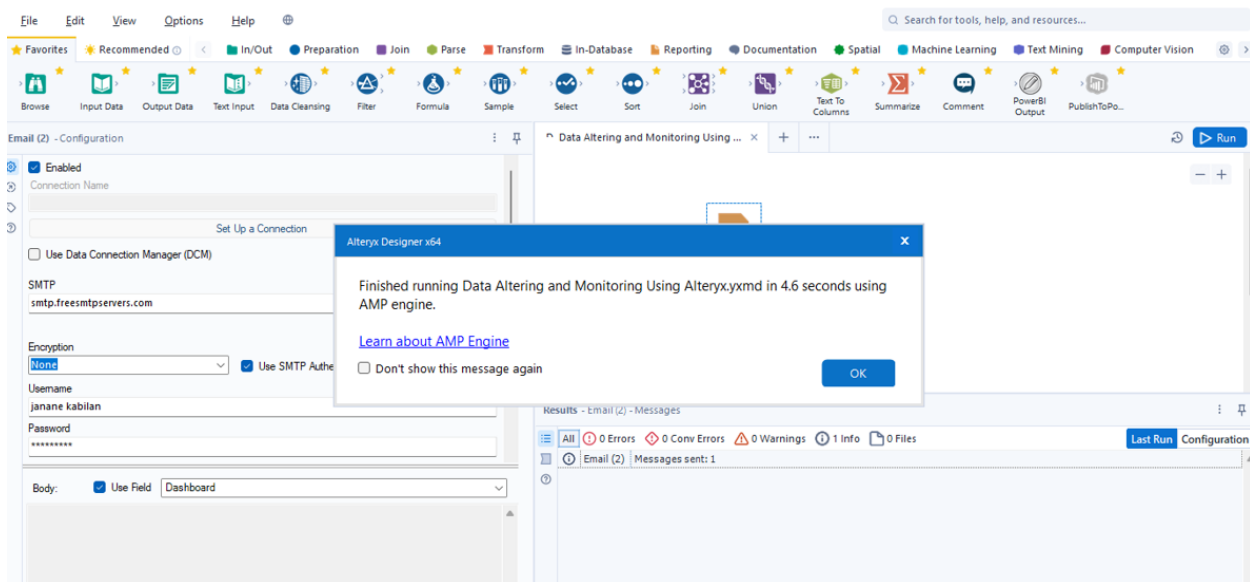 File Edit View Options Help
Search for tools, help, and resources...
Favorites Recommended In/Out Preparation Join Parse Transform In-Database Reporting Documentation Spatial Machine Learning Text Mining Computer Vision
Browse Input Data Output Data Text Input Data Cleansing Filter Formula Sample Select Sort Join Union Text To Columns Summarize Comment PowerBI Output PublishToPo...
Email (2) - Configuration
Data Altering and Monitoring Using ...
Run
Enabled
Connection Name
Set Up a Connection
Use Data Connection Manager (DCM)
SMTP
smtp.freesmtpservers.com
Encryption
None
Use SMTP Authe
Username
janane kabilan
Password
*********
Body: Use Field Dashboard
Alteryx Designer x64
Finished running Data Altering and Monitoring Using Alteryx.yxmd in 4.6 seconds using
AMP engine.
Learn about AMP Engine
Don't show this message again
OK
Results - Email (2) - Messages
All 0 Errors 0 Conv Errors 0 Warnings 1 Info 0 Files
Last Run Configuration
Email (2) Messages sent: 1